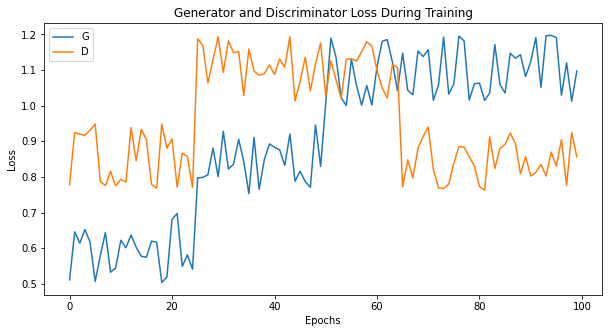 Generator and Discriminator Loss During Training
G
D
1.2
1.1
1.0
0.9
0.8
0.7
0.6
0.5
Loss
0 20 40 60 80 100
Epochs